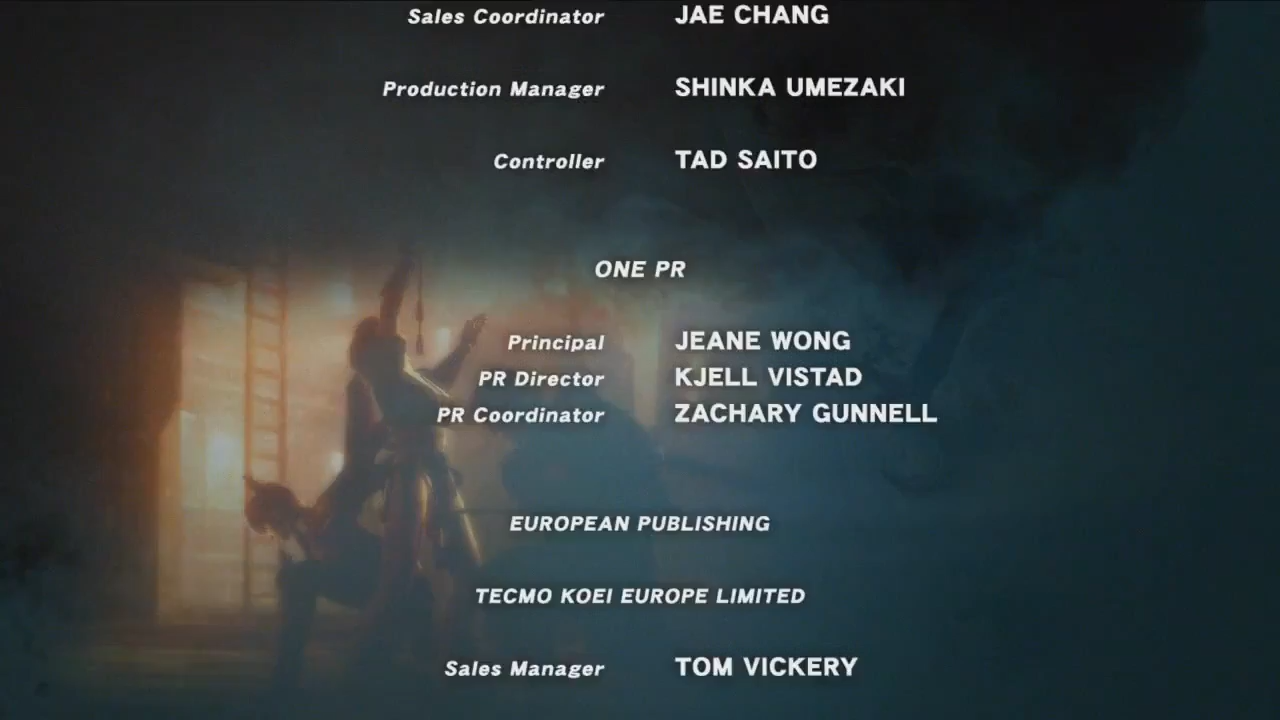 Sales Coordinator JAE CHANG
Production Manager SHINKA UMEZAKI
Controller TAD SAITO
ONE PR
Principal JEANE WONG
PR Director KJELL VISTAD
PR Coordinator ZACHARY GUNNELL
EUROPEAN PUBLISHING
TECMO KOEI EUROPE LIMITED
Sales Manager TOM VICKERY